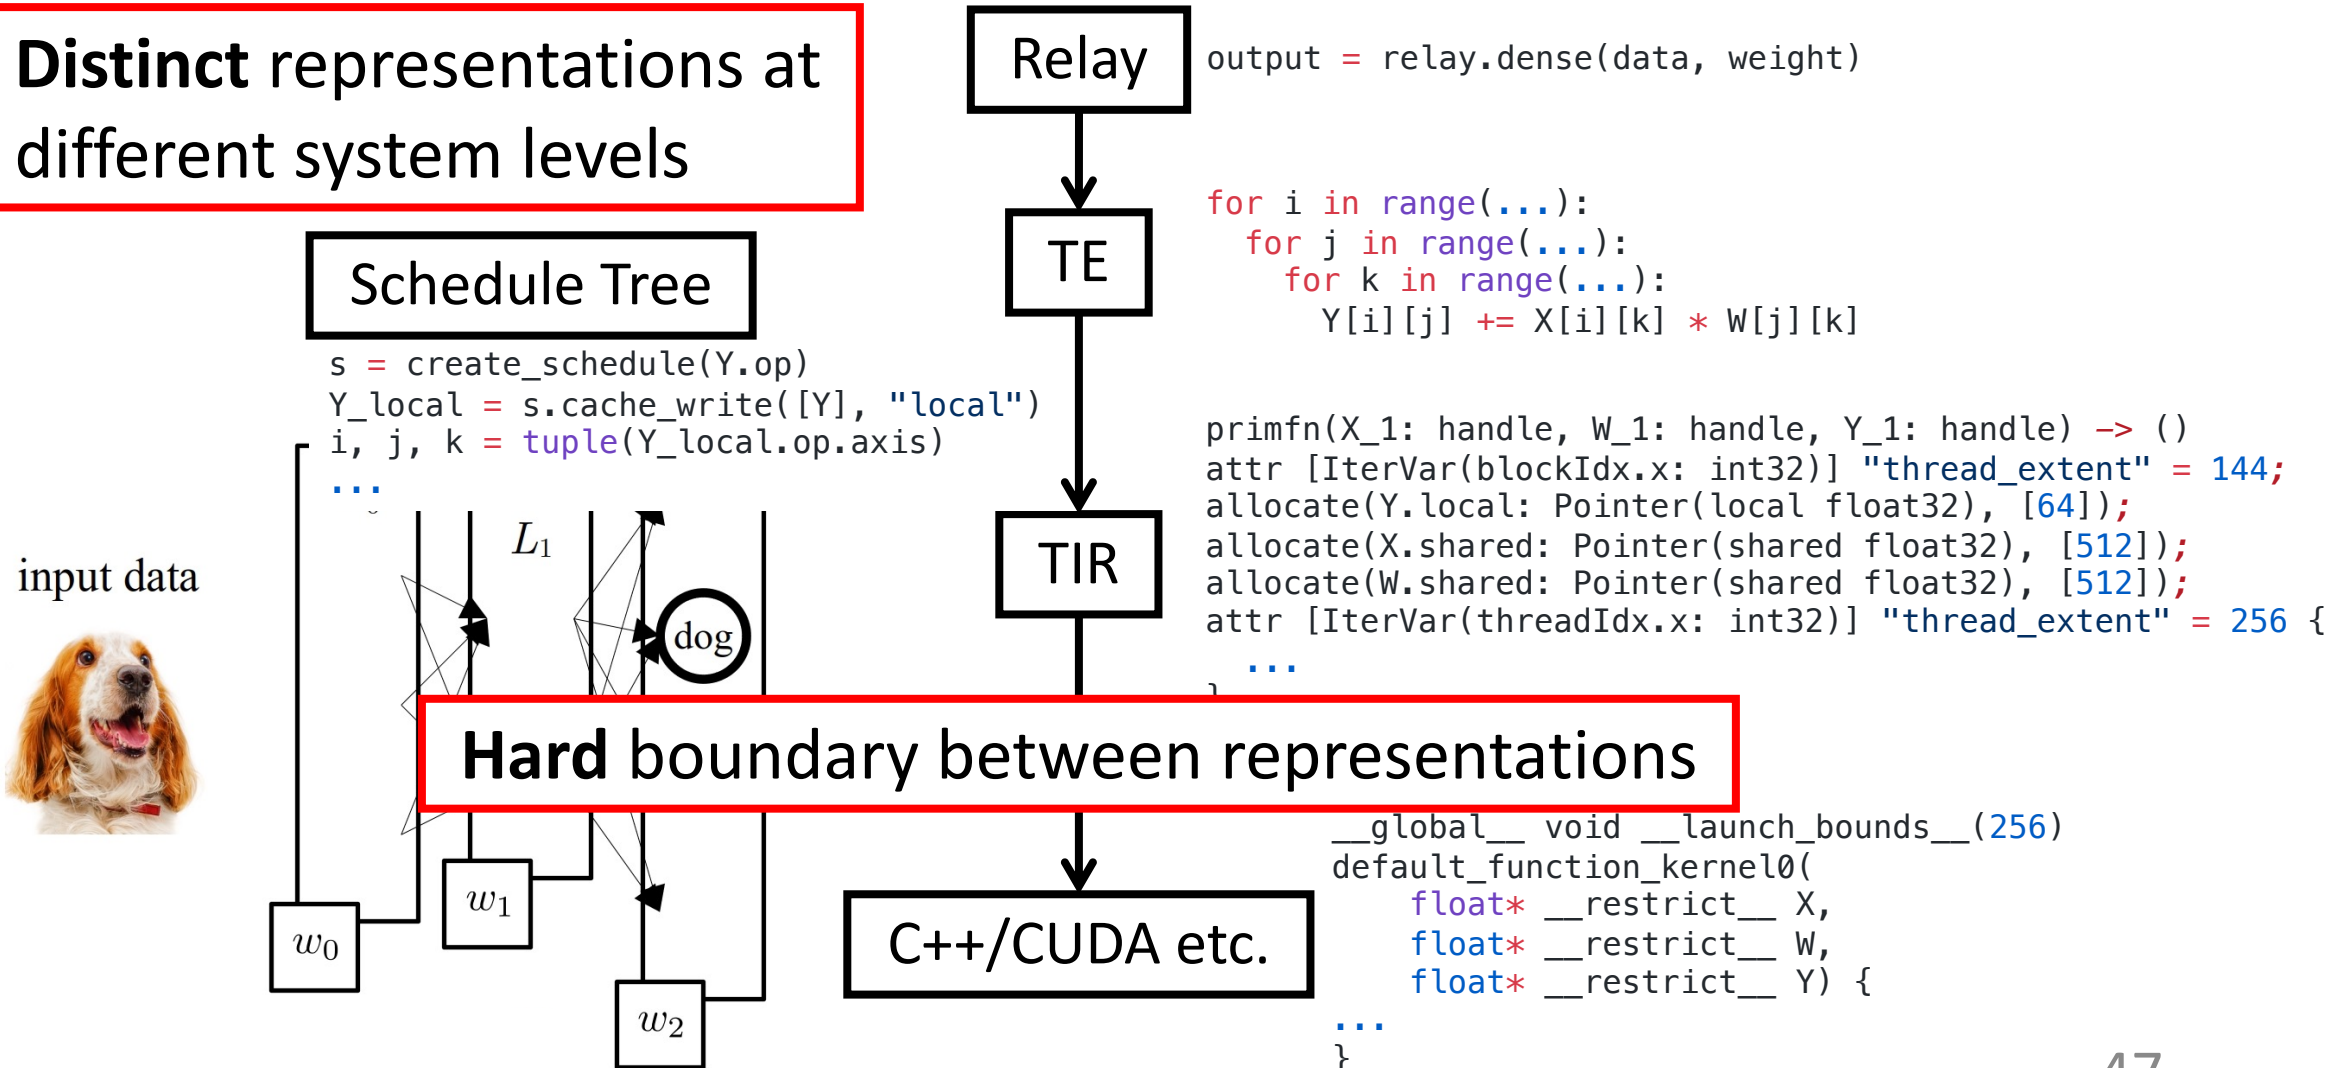 Distinct representations at
different system levels
Schedule Tree
s = create_schedule(Y.op)
Y_local = s.cache_write([Y], "local")
i, j, k = tuple(Y_local.op.axis)
...
input data
L1
dog
w0
w1
w2
Relay
output = relay.dense(data, weight)
TE
for i in range(...):
  for j in range(...):
    for k in range(...):
      Y[i][j] += X[i][k] * W[j][k]
TIR
primfn(X_1: handle, W_1: handle, Y_1: handle) -> ()
attr [IterVar(blockIdx.x: int32)] "thread_extent" = 144;
allocate(Y.local: Pointer(local float32), [64]);
allocate(X.shared: Pointer(shared float32), [512]);
allocate(W.shared: Pointer(shared float32), [512]);
attr [IterVar(threadIdx.x: int32)] "thread_extent" = 256 {
  ...
}
Hard boundary between representations
C++/CUDA etc.
__global__ void __launch_bounds__(256)
default_function_kernel0(
    float* __restrict__ X,
    float* __restrict__ W,
    float* __restrict__ Y) {
...
}
47